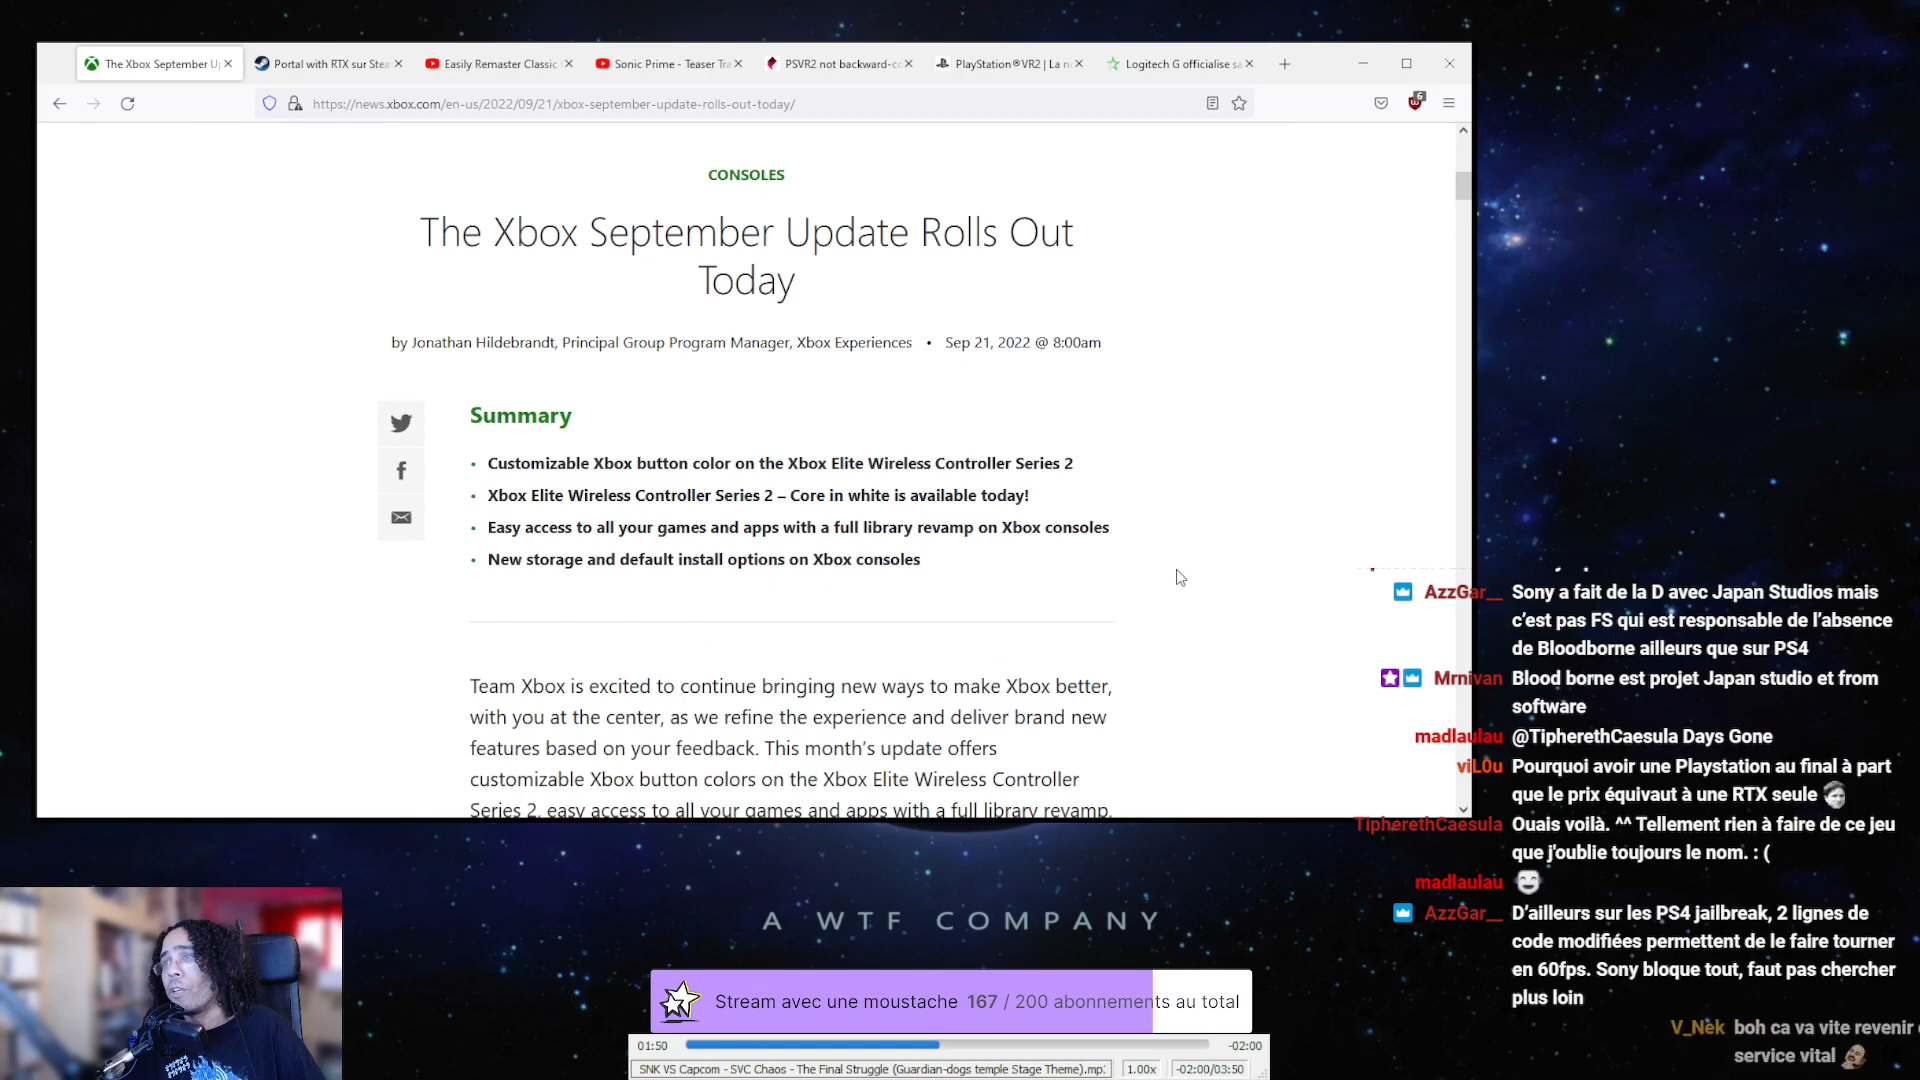 The Xbox September U
Portal with RTX sur Stea
Easily Remaster Classic
Sonic Prime - Teaser Tra
PSVR2 not backward-co
PlayStation®VR2 | La n
Logitech G officialise sa
https://news.xbox.com/en-us/2022/09/21/xbox-september-update-rolls-out-today/
6
CONSOLES
The Xbox September Update Rolls Out
Today
by Jonathan Hildebrandt, Principal Group Program Manager, Xbox Experiences • Sep 21, 2022 @ 8:00am
Summary
• Customizable Xbox button color on the Xbox Elite Wireless Controller Series 2
• Xbox Elite Wireless Controller Series 2 – Core in white is available today!
• Easy access to all your games and apps with a full library revamp on Xbox consoles
• New storage and default install options on Xbox consoles
Team Xbox is excited to continue bringing new ways to make Xbox better,
with you at the center, as we refine the experience and deliver brand new
features based on your feedback. This month's update offers
customizable Xbox button colors on the Xbox Elite Wireless Controller
Series 2, easy access to all your games and apps with a full library revamp,
AzzGar__ Sony a fait de la D avec Japan Studios mais
c'est pas FS qui est responsable de l'absence
de Bloodborne ailleurs que sur PS4
Mrnivan Blood borne est projet Japan studio et from
software
madlaulau @TipherethCaesula Days Gone
viL0u Pourquoi avoir une Playstation au final à part
que le prix équivaut à une RTX seule
TipherethCaesula Ouais voilà. ^^ Tellement rien à faire de ce jeu
que j'oublie toujours le nom. : (
madlaulau
AzzGar__ D'ailleurs sur les PS4 jailbreak, 2 lignes de
code modifiées permettent de le faire tourner
en 60fps. Sony bloque tout, faut pas chercher
plus loin
V_Nek boh ca va vite revenir
service vital
A WTF COMPANY
Stream avec une moustache 167 / 200 abonnements au total
01:50 -02:00
SNK VS Capcom - SVC Chaos - The Final Struggle (Guardian-dogs temple Stage Theme).mp3 1.00x -02:00/03:50